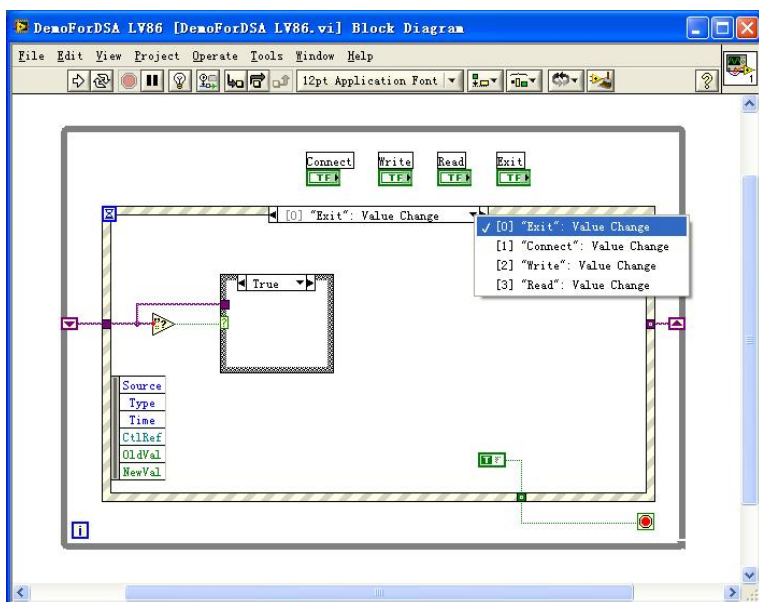 DemoForDSA LV86 [DemoForDSA LV86.vi] Block Diagram
File Edit View Project Operate Tools Window Help
12pt Application Font
?
1
Connect Write Read Exit
TF TF TF TF
[0] "Exit": Value Change
[0] "Exit": Value Change
[1] "Connect": Value Change
[2] "Write": Value Change
[3] "Read": Value Change
True
?
?
Source
Type
Time
CtlRef
OldVal
NewVal
T F
i